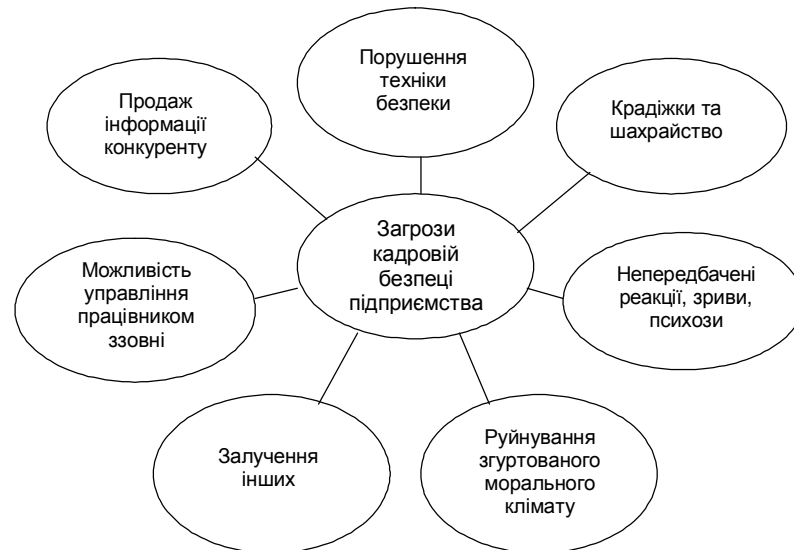 Порушення
техніки
безпеки
Продаж
інформації
конкуренту
Крадіжки та
шахрайство
Загрози
кадровій
безпеці
підприємства
Можливість
управління
працівником
ззовні
Непередбачені
реакції, зриви,
психози
Залучення
інших
Руйнування
згуртованого
морального
клімату